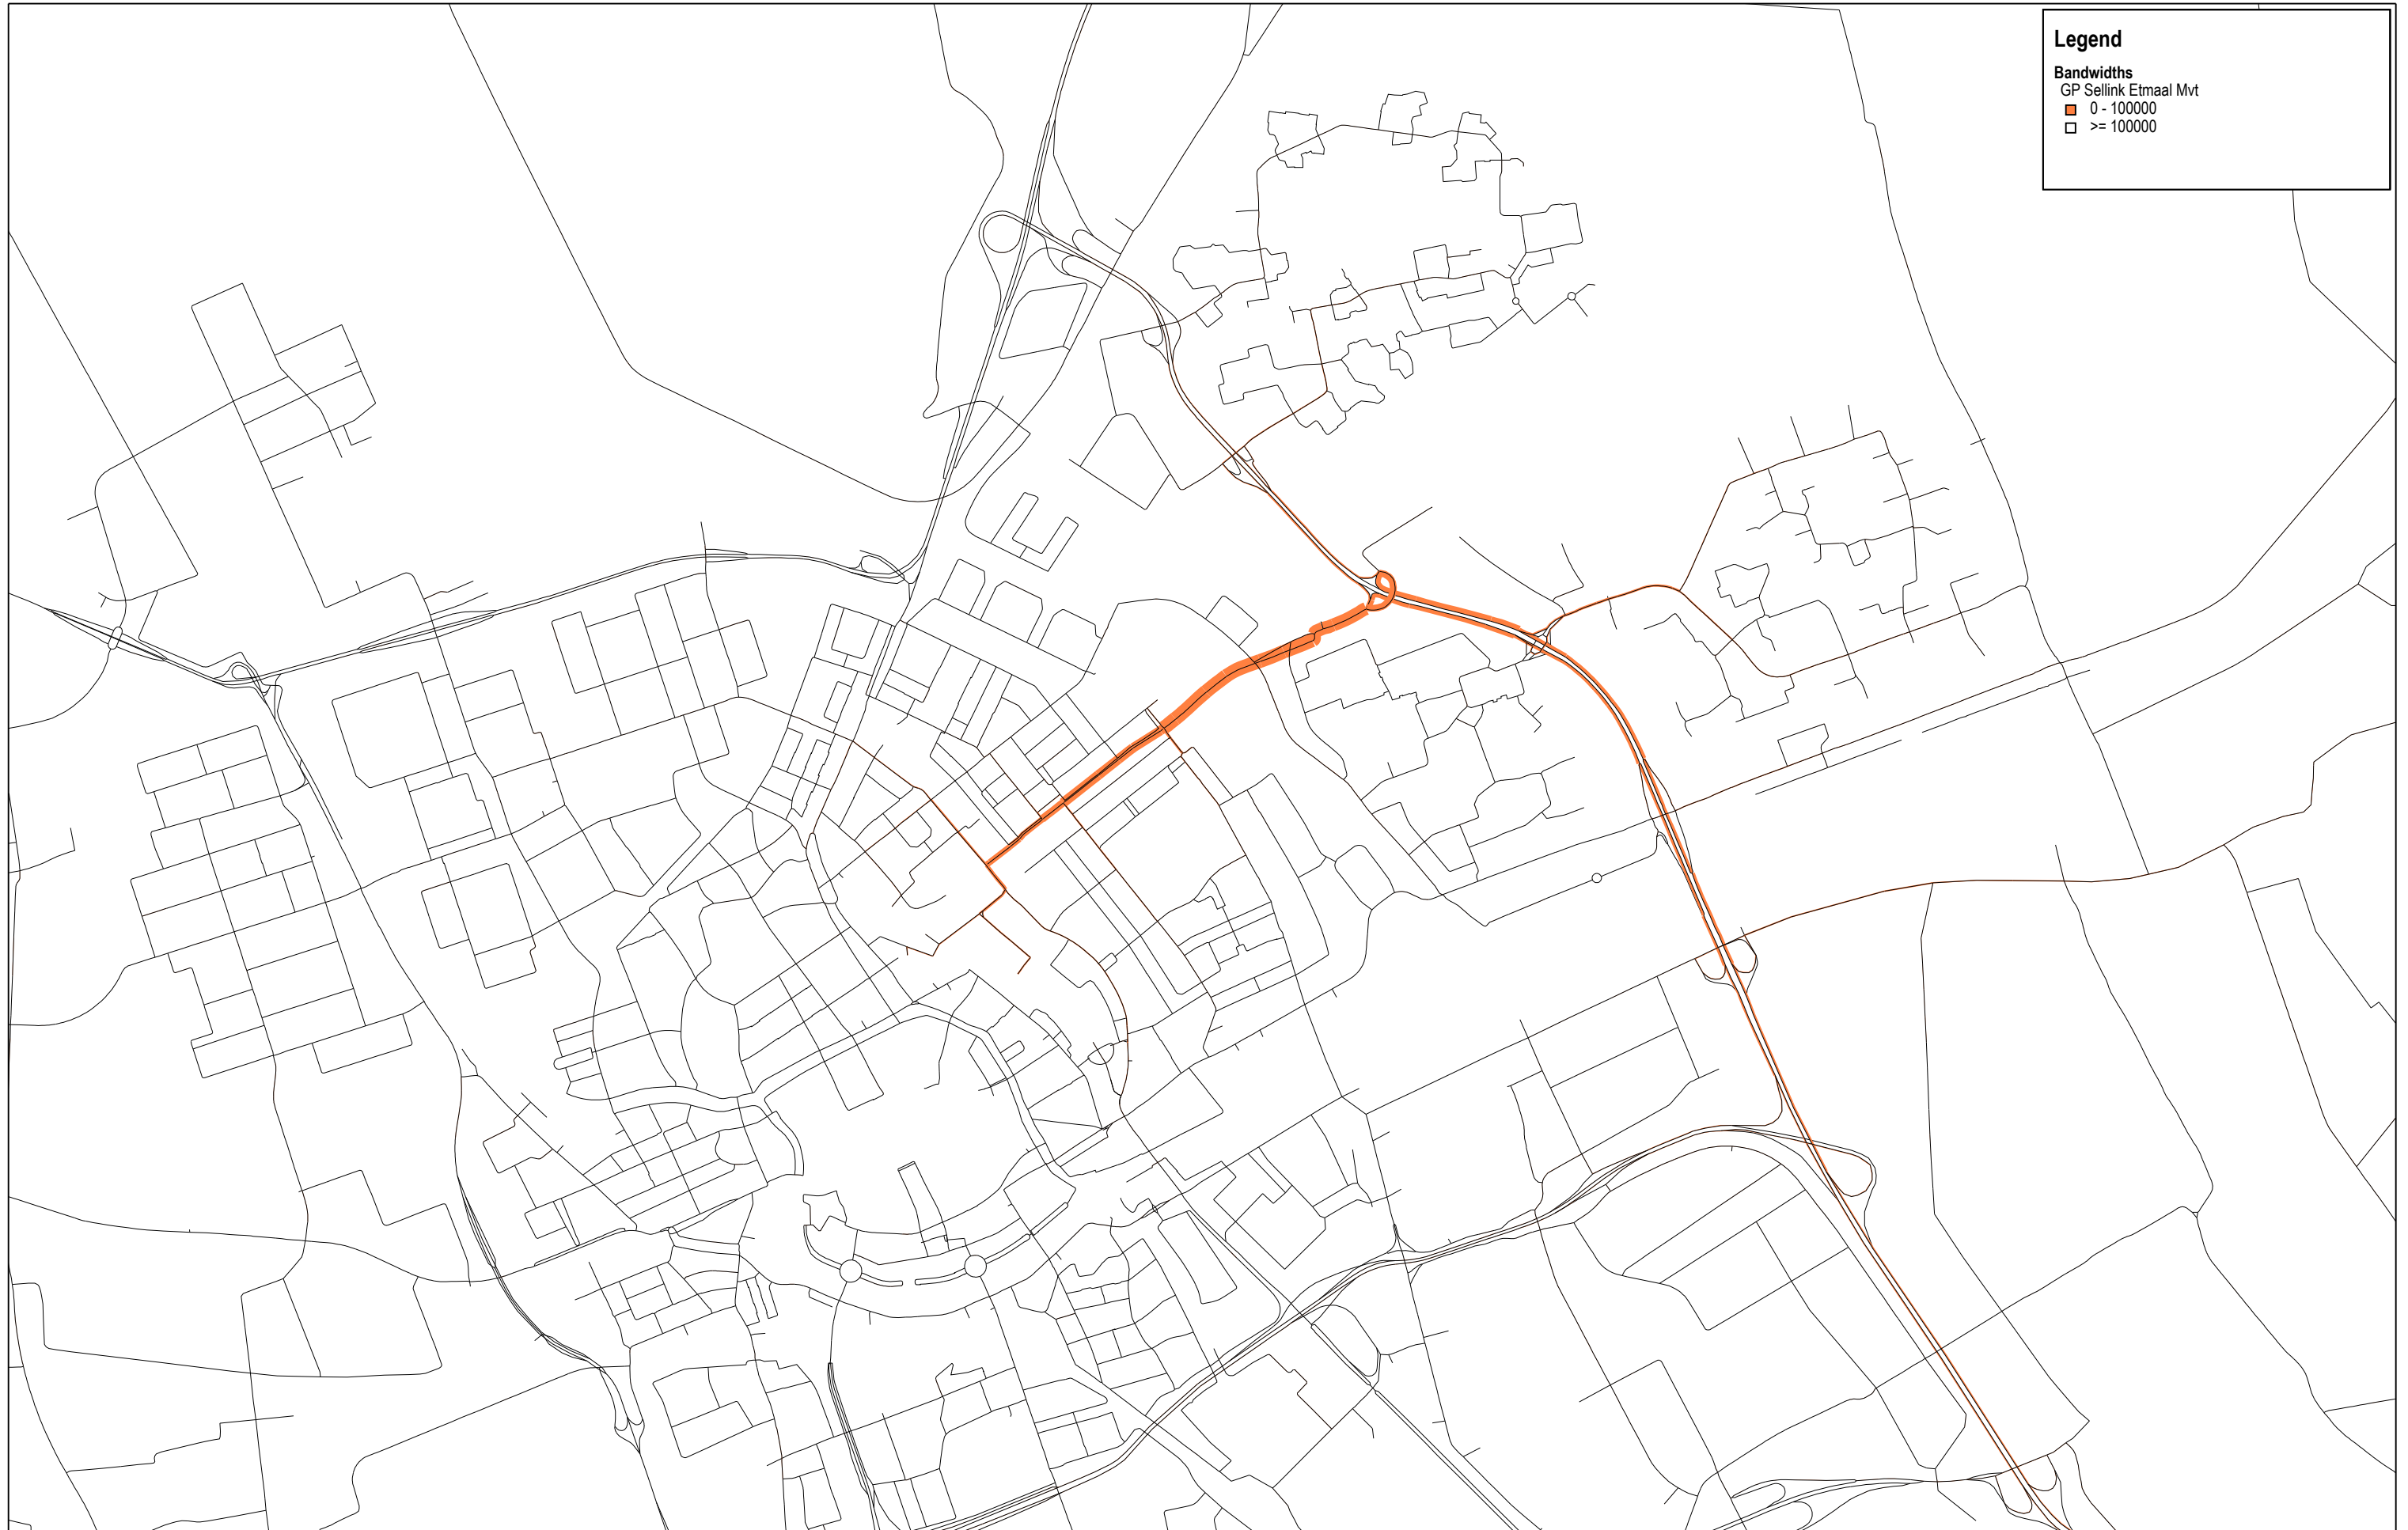 Legend
Bandwidths
GP Sellink Etmaal Mvt
0 - 100000
>= 100000